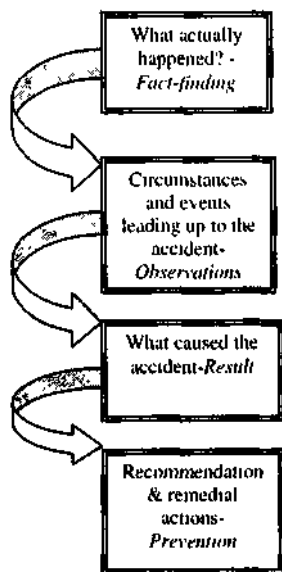 What actually
happened? -
Fact-finding
Circumstances
and events
leading up to the
accident-
Observations
What caused the
accident-Result
Recommendation
& remedial
actions-
Prevention